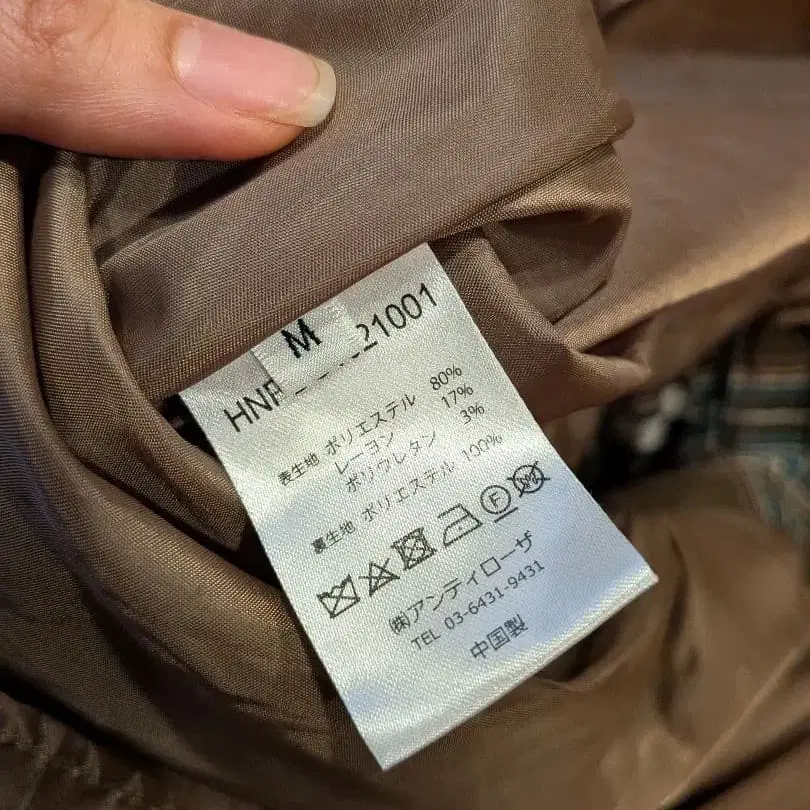 M
HNF 21001
表生地 ポリエステル 80%
レーヨン 17%
ポリウレタン 3%
裏生地 ポリエステル 100%
F W
㈱アンティローザ
TEL 03-6431-9431
中国製